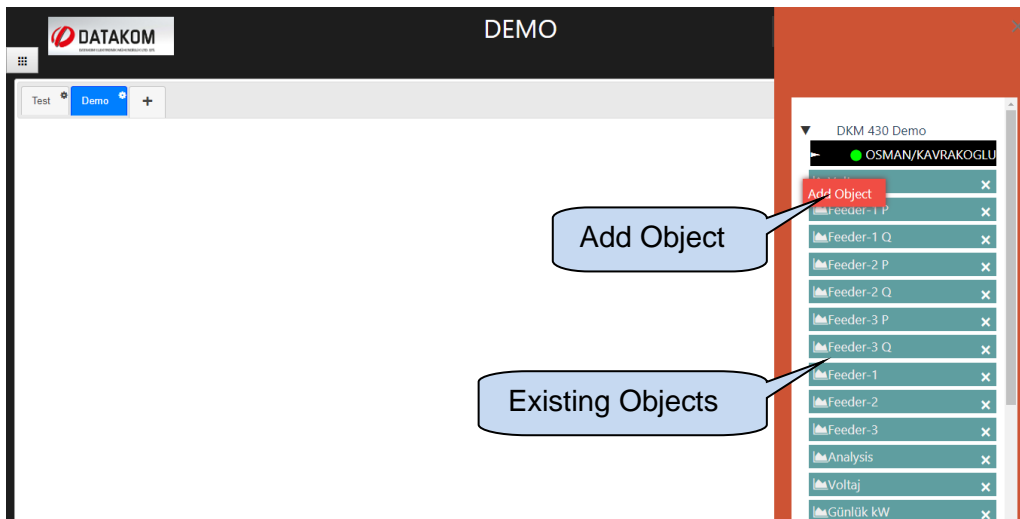 DATAKOM
DEMO
Test
Demo
+
DKM 430 Demo
OSMAN/KAVRAKOGLU
Add Object
Feeder-1 P
Feeder-1 Q
Feeder-2 P
Feeder-2 Q
Feeder-3 P
Feeder-3 Q
Feeder-1
Feeder-2
Feeder-3
Analysis
Voltaj
Günlük kW
Add Object
Existing Objects